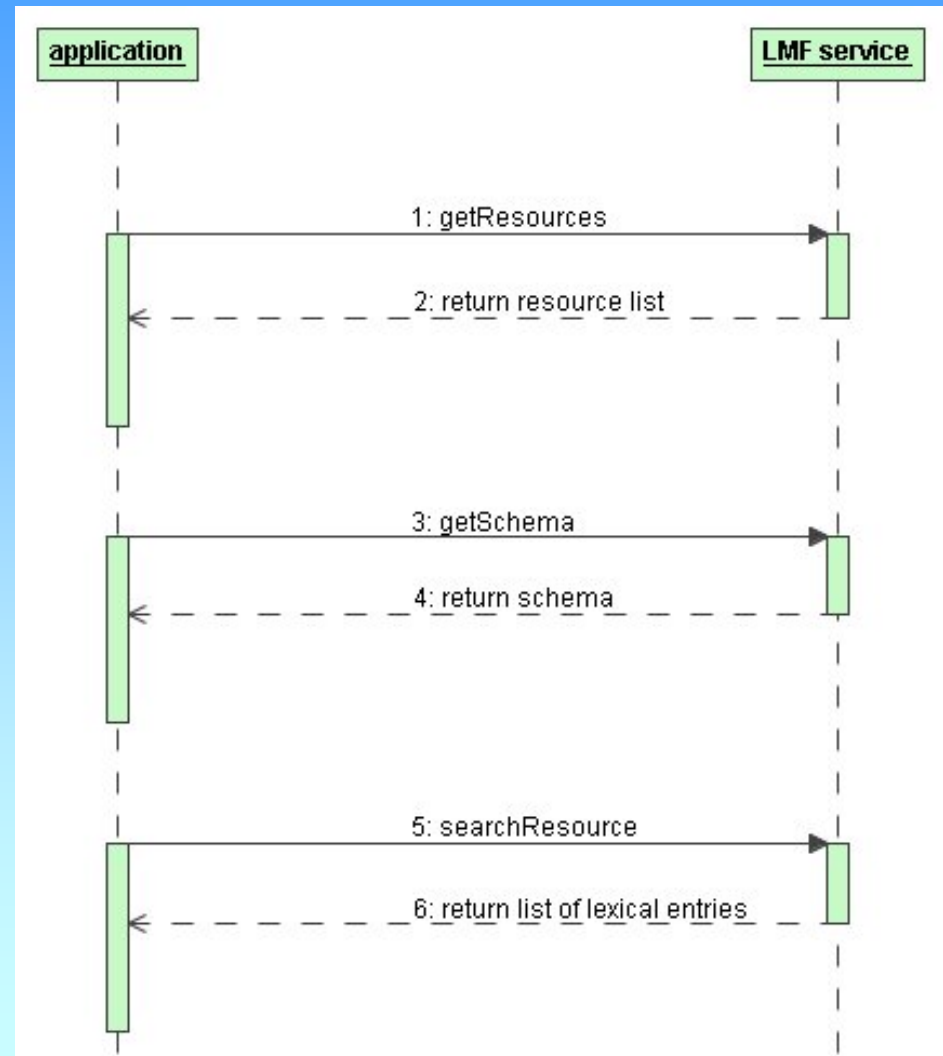 application
LMF service
1: getResources
2: return resource list
3: getSchema
4: return schema
5: searchResource
6: return list of lexical entries